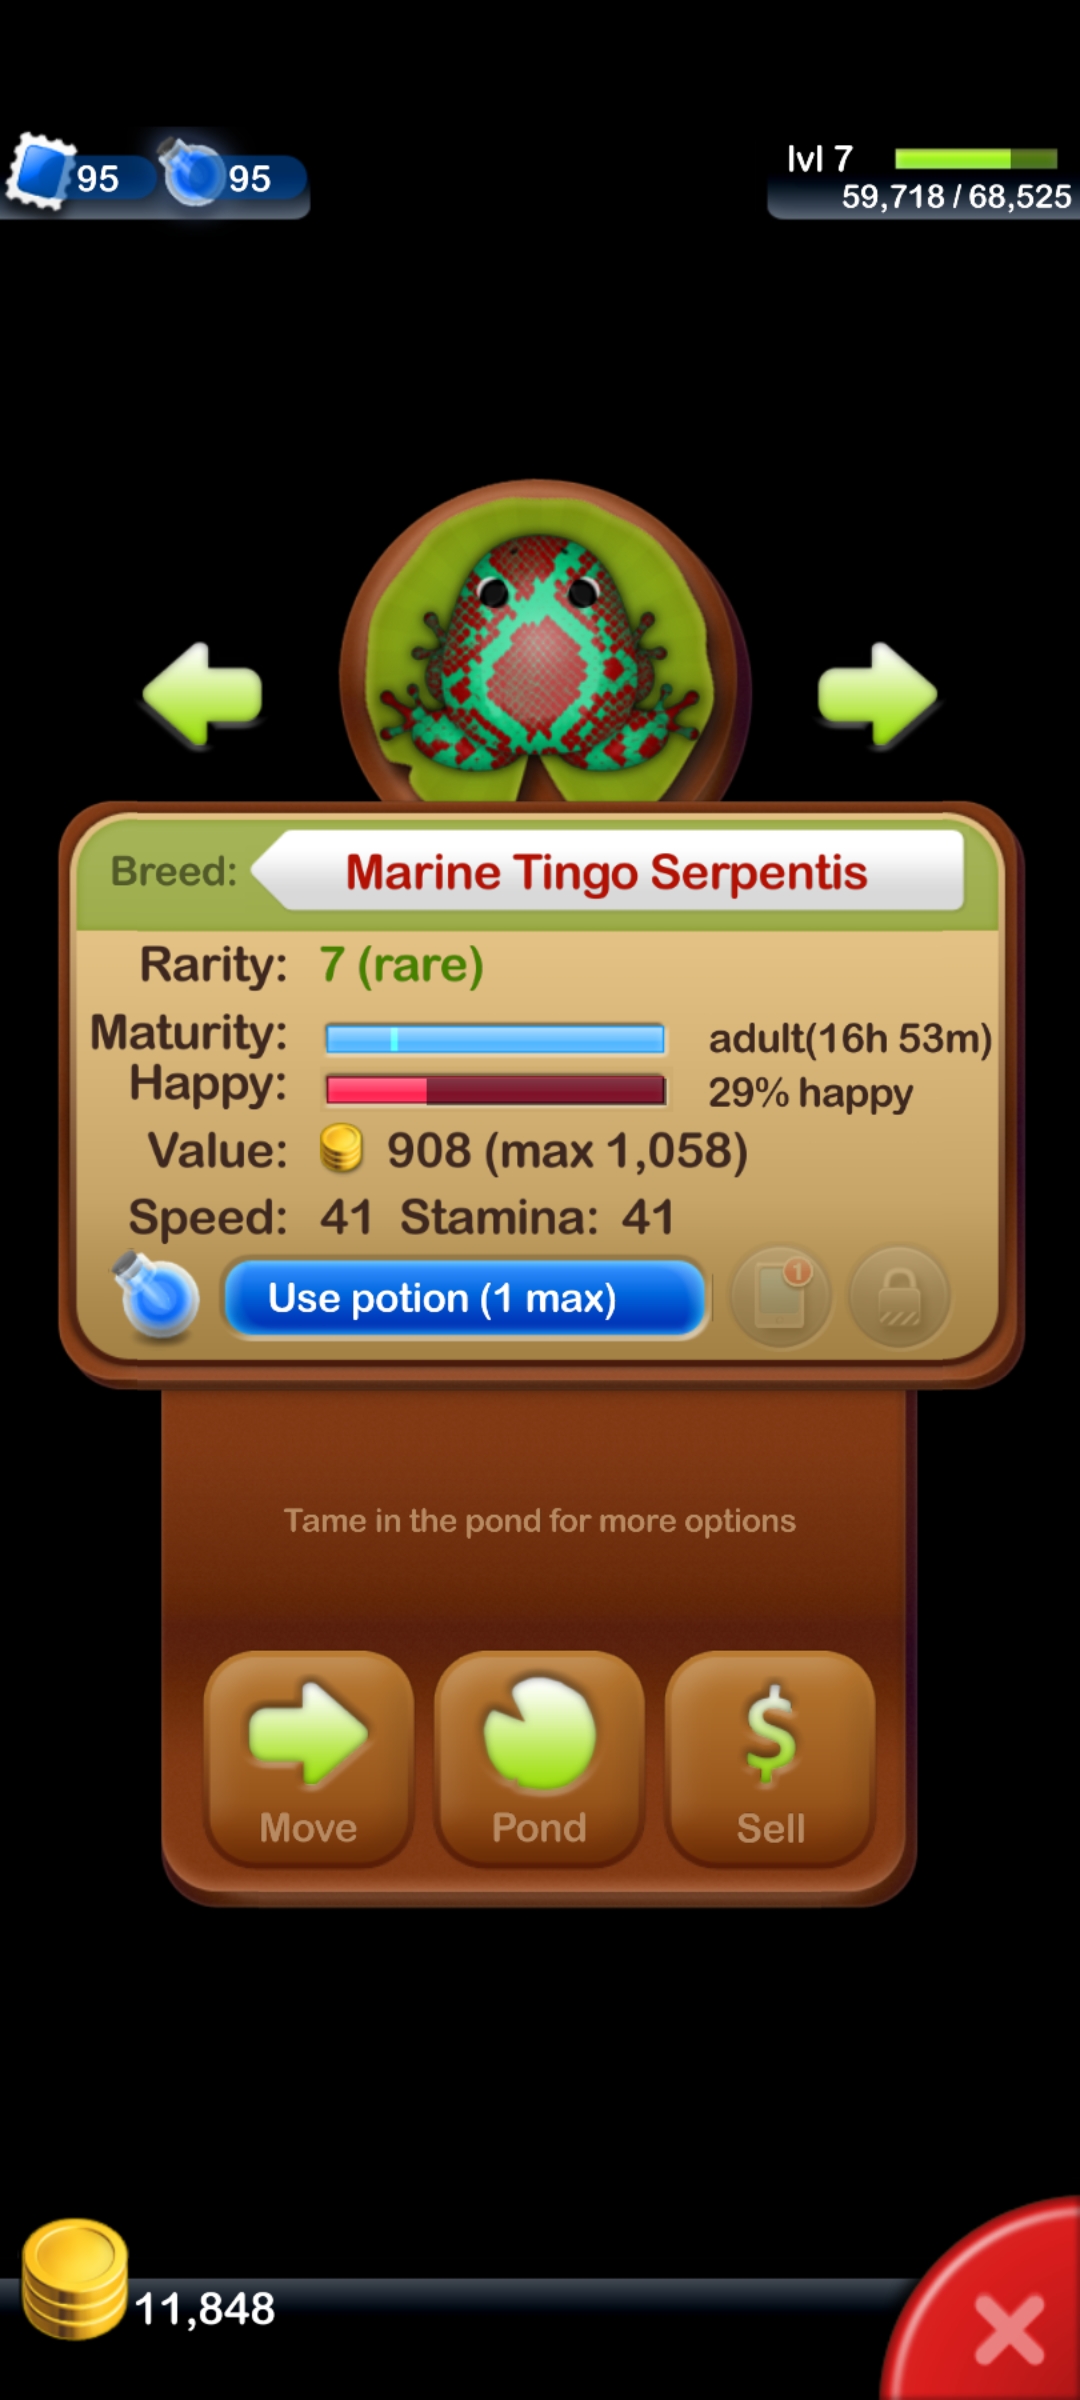 95
95
lvl 7
59,718 / 68,525
Breed: Marine Tingo Serpentis
Rarity: 7 (rare)
Maturity: adult(16h 53m)
Happy: 29% happy
Value: 908 (max 1,058)
Speed: 41 Stamina: 41
Use potion (1 max)
1
Tame in the pond for more options
$
Move
Pond
Sell
11,848